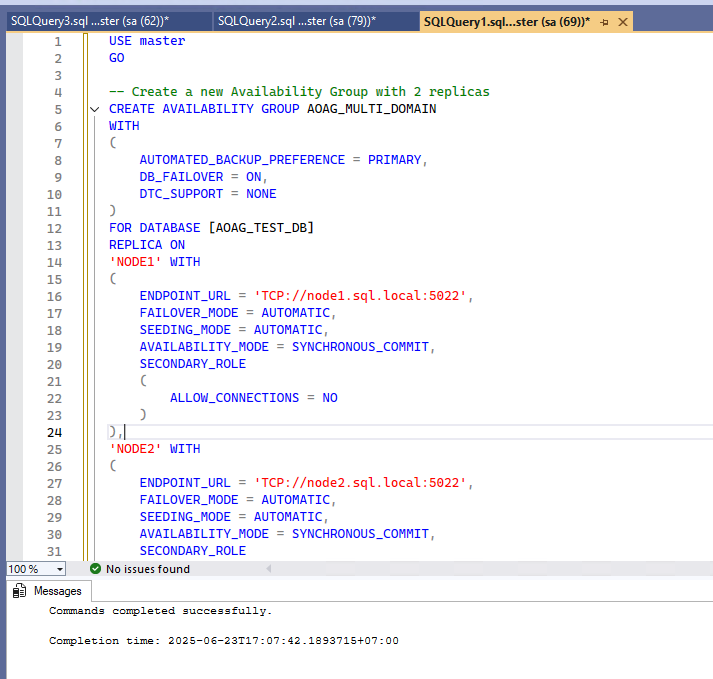 SQLQuery3.sql ...ster (sa (62))* SQLQuery2.sql ...ster (sa (79))* SQLQuery1.sql...ster (sa (69))*
1 USE master
2 GO
3
4 -- Create a new Availability Group with 2 replicas
5 CREATE AVAILABILITY GROUP AOAG_MULTI_DOMAIN
6 WITH
7 (
8 AUTOMATED_BACKUP_PREFERENCE = PRIMARY,
9 DB_FAILOVER = ON,
10 DTC_SUPPORT = NONE
11 )
12 FOR DATABASE [AOAG_TEST_DB]
13 REPLICA ON
14 'NODE1' WITH
15 (
16 ENDPOINT_URL = 'TCP://node1.sql.local:5022',
17 FAILOVER_MODE = AUTOMATIC,
18 SEEDING_MODE = AUTOMATIC,
19 AVAILABILITY_MODE = SYNCHRONOUS_COMMIT,
20 SECONDARY_ROLE
21 (
22 ALLOW_CONNECTIONS = NO
23 )
24 ),
25 'NODE2' WITH
26 (
27 ENDPOINT_URL = 'TCP://node2.sql.local:5022',
28 FAILOVER_MODE = AUTOMATIC,
29 SEEDING_MODE = AUTOMATIC,
30 AVAILABILITY_MODE = SYNCHRONOUS_COMMIT,
31 SECONDARY_ROLE
100 % No issues found
Messages
Commands completed successfully.
Completion time: 2025-06-23T17:07:42.1893715+07:00